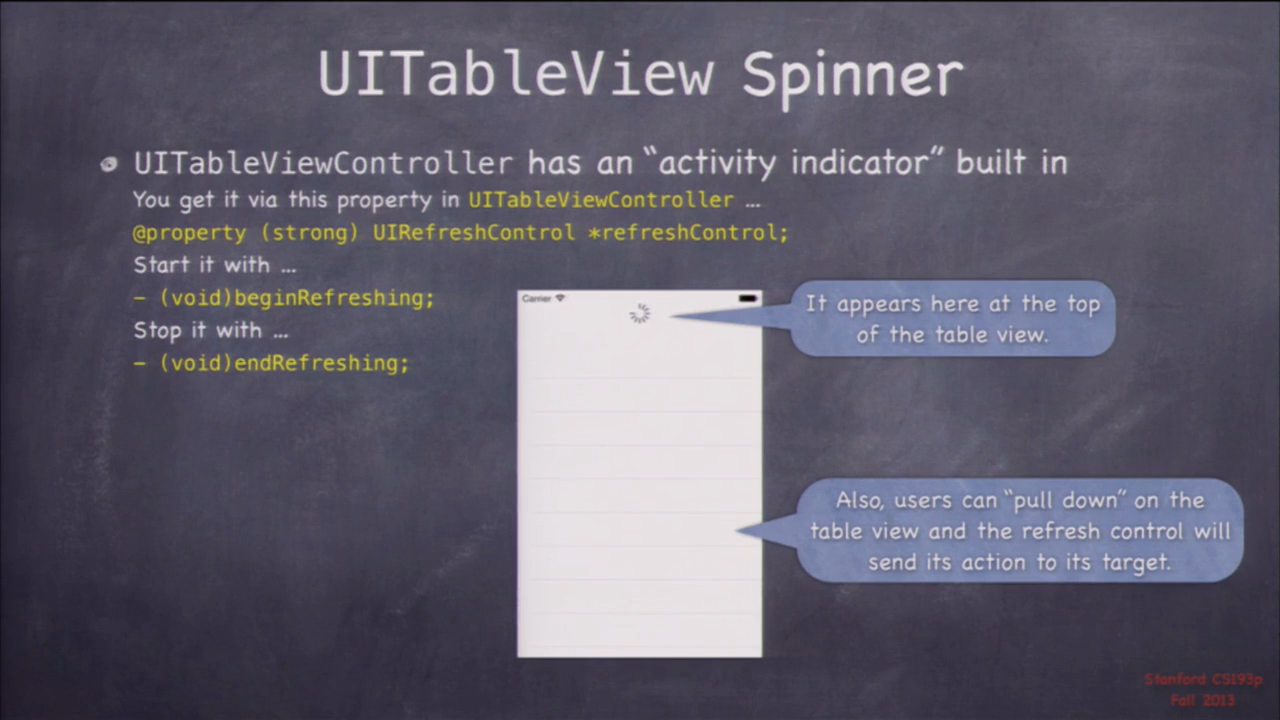 UITableView Spinner
UITableViewController has an “activity indicator” built in
You get it via this property in UITableViewController ...
@property (strong) UIRefreshControl *refreshControl;
Start it with ...
- (void)beginRefreshing;
Stop it with ...
- (void)endRefreshing;
Carrier
It appears here at the top
of the table view.
Also, users can “pull down” on the
table view and the refresh control will
send its action to its target.
Stanford CS193p
Fall 2013